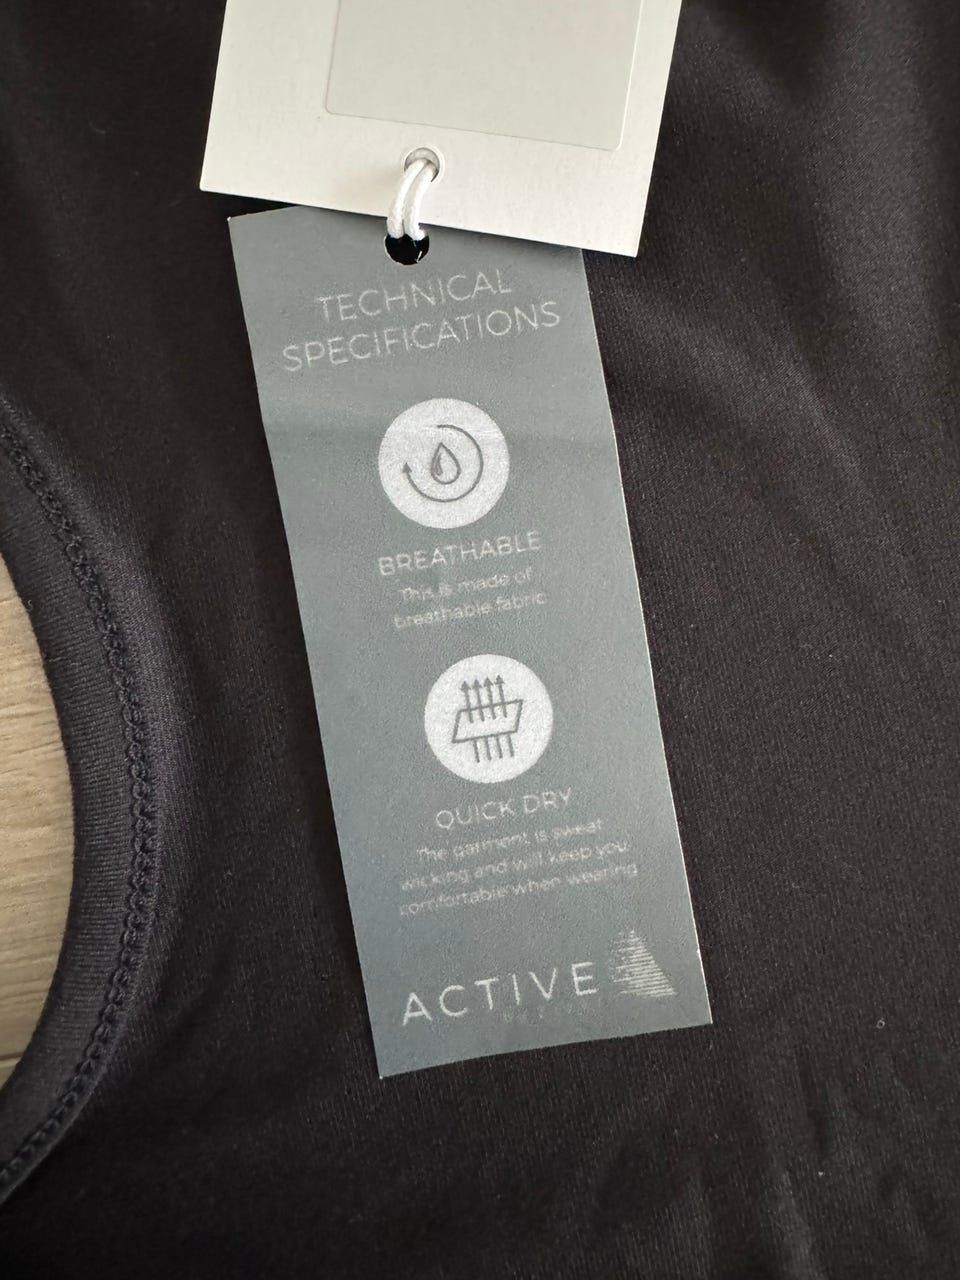 TECHNICAL
SPECIFICATIONS
BREATHABLE
This is made of
breathable fabric
QUICK DRY
The garment is sweat
wicking and will keep you
comfortable when wearing
ACTIVE